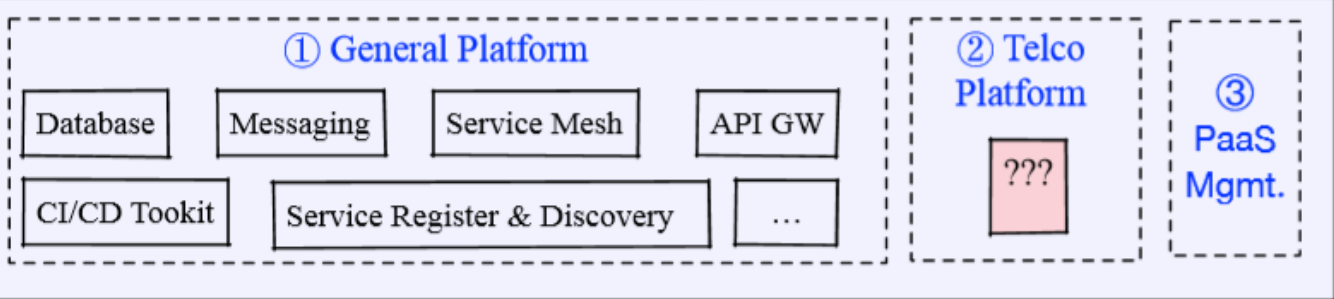 ① General Platform
Database
Messaging
Service Mesh
API GW
CI/CD Tookit
Service Register & Discovery
...
② Telco
Platform
???
③
PaaS
Mgmt.